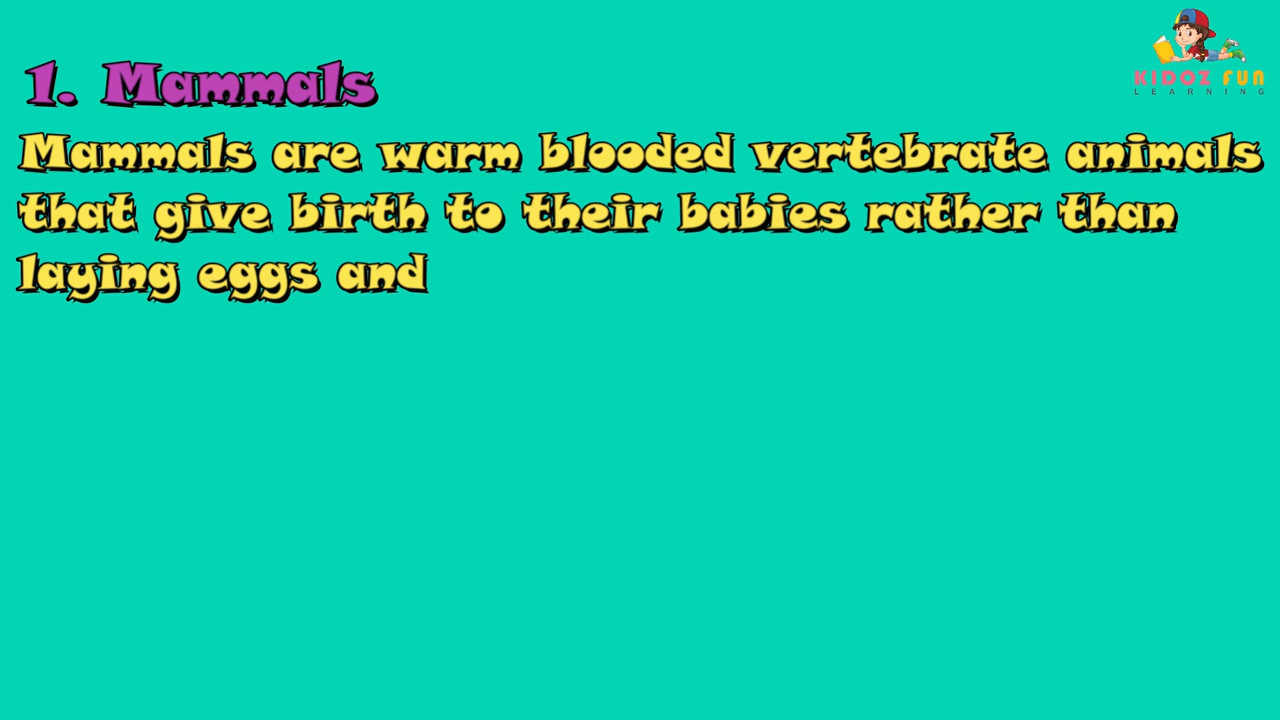 KIDOZ FUN
LEARNING
1. Mammals
Mammals are warm blooded vertebrate animals
that give birth to their babies rather than
laying eggs and